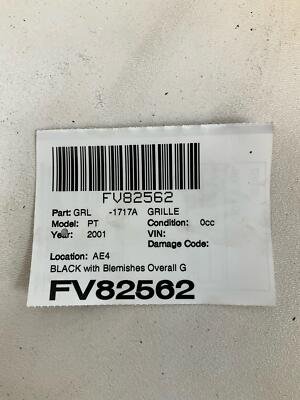 FV82562
Part: GRL -1717A GRILLE
Model: PT Condition: 0cc
Year: 2001 VIN:
Damage Code:
Location: AE4
BLACK with Blemishes Overall G
FV82562